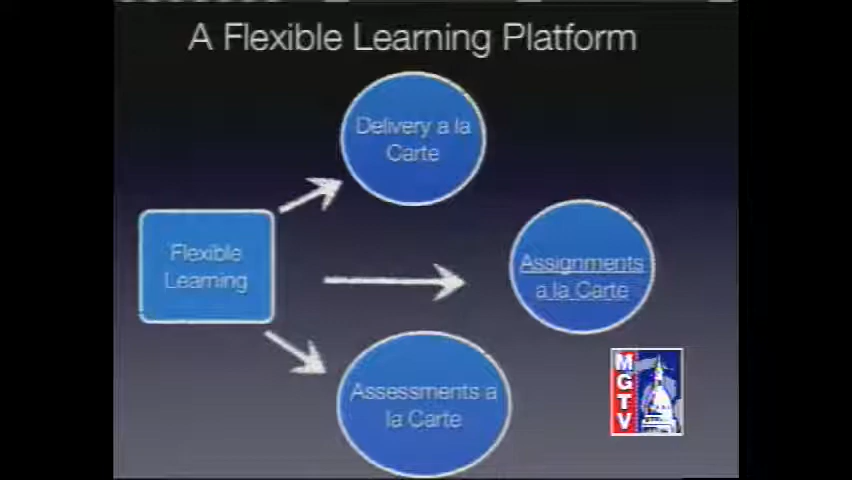 A Flexible Learning Platform
Delivery a la
Carte
Flexible
Learning
Assignments
a la Carte
Assessments a
la Carte
MGTV